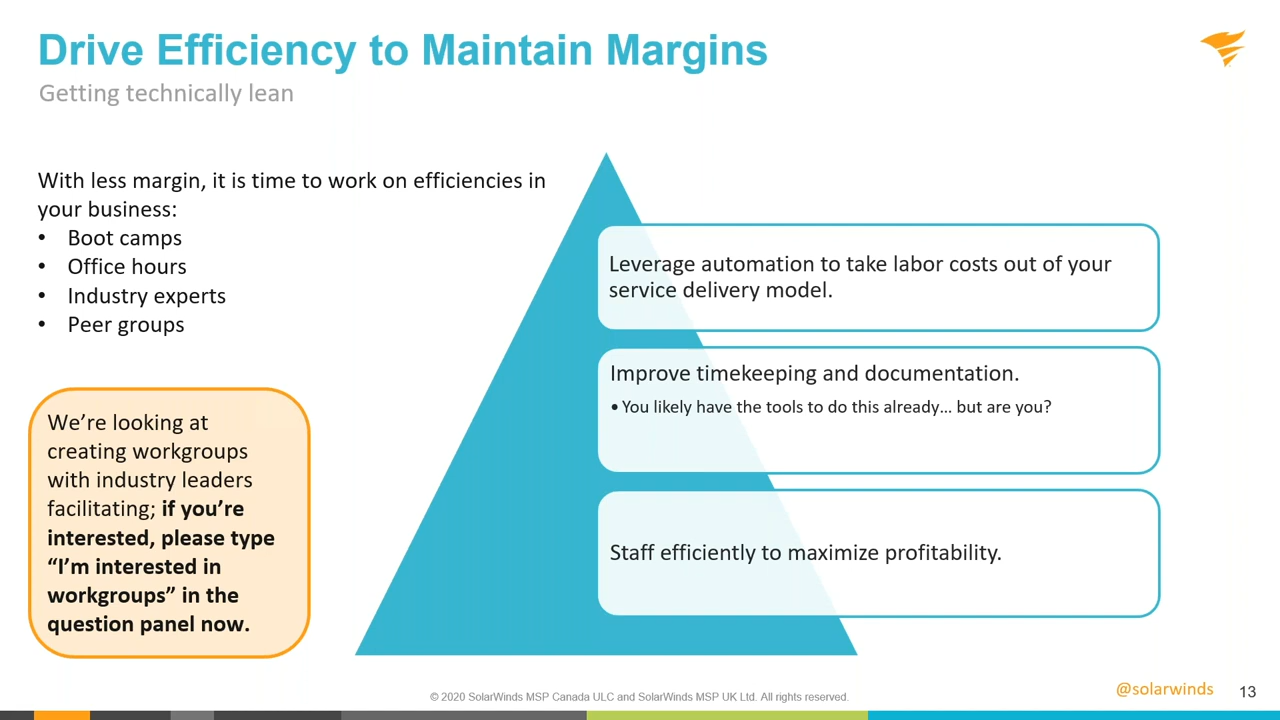 Drive Efficiency to Maintain Margins
Getting technically lean
With less margin, it is time to work on efficiencies in
your business:
• Boot camps
• Office hours
• Industry experts
• Peer groups
We’re looking at
creating workgroups
with industry leaders
facilitating; if you’re
interested, please type
“I’m interested in
workgroups” in the
question panel now.
Leverage automation to take labor costs out of your
service delivery model.
Improve timekeeping and documentation.
• You likely have the tools to do this already... but are you?
Staff efficiently to maximize profitability.
© 2020 SolarWinds MSP Canada ULC and SolarWinds MSP UK Ltd. All rights reserved.
@solarwinds
13